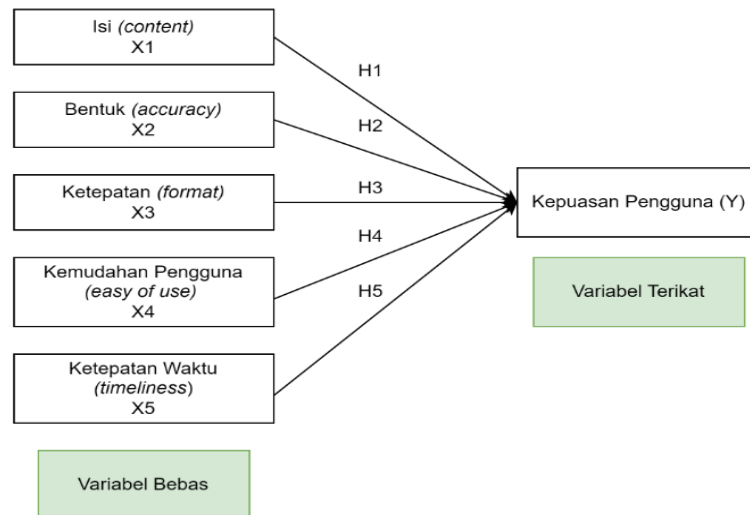 Isi (content)
X1
H1
Bentuk (accuracy)
X2
H2
Ketepatan (format)
X3
H3
Kepuasan Pengguna (Y)
Kemudahan Pengguna
(easy of use)
X4
H4
Variabel Terikat
Ketepatan Waktu
(timeliness)
X5
H5
Variabel Bebas